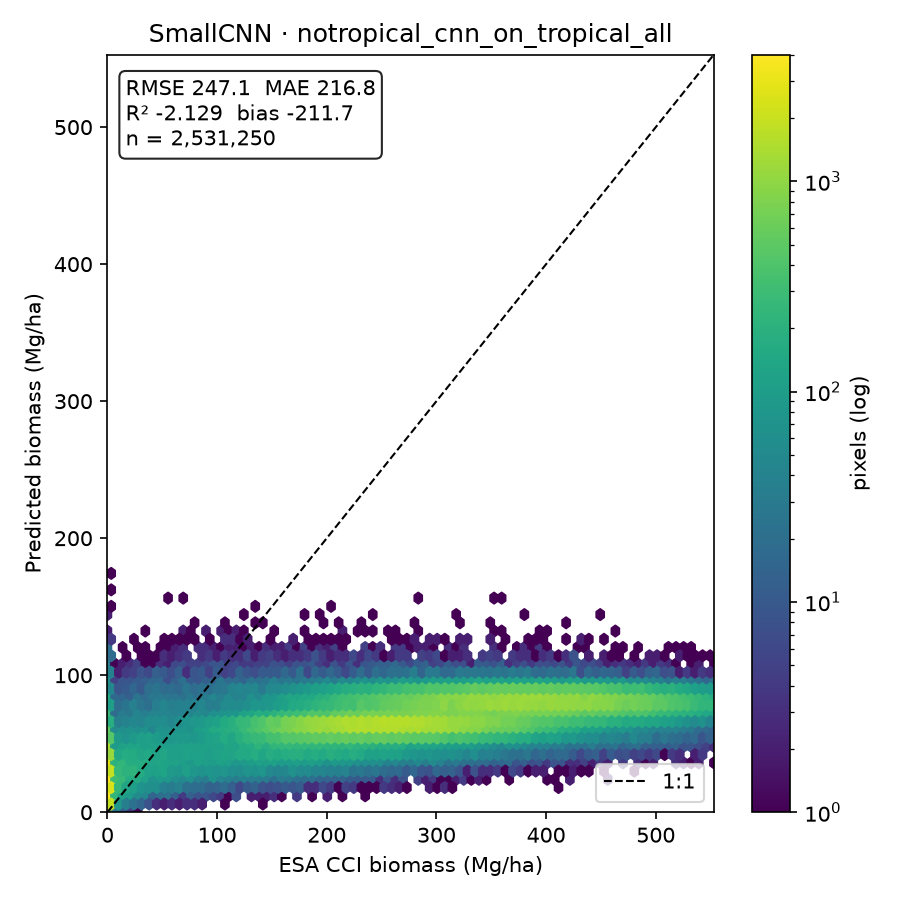 SmallCNN · notropical_cnn_on_tropical_all
RMSE 247.1  MAE 216.8
R² -2.129  bias -211.7
n = 2,531,250
500
400
300
200
100
0
Predicted biomass (Mg/ha)
0 100 200 300 400 500
ESA CCI biomass (Mg/ha)
1:1
10³
10²
10¹
10⁰
pixels (log)